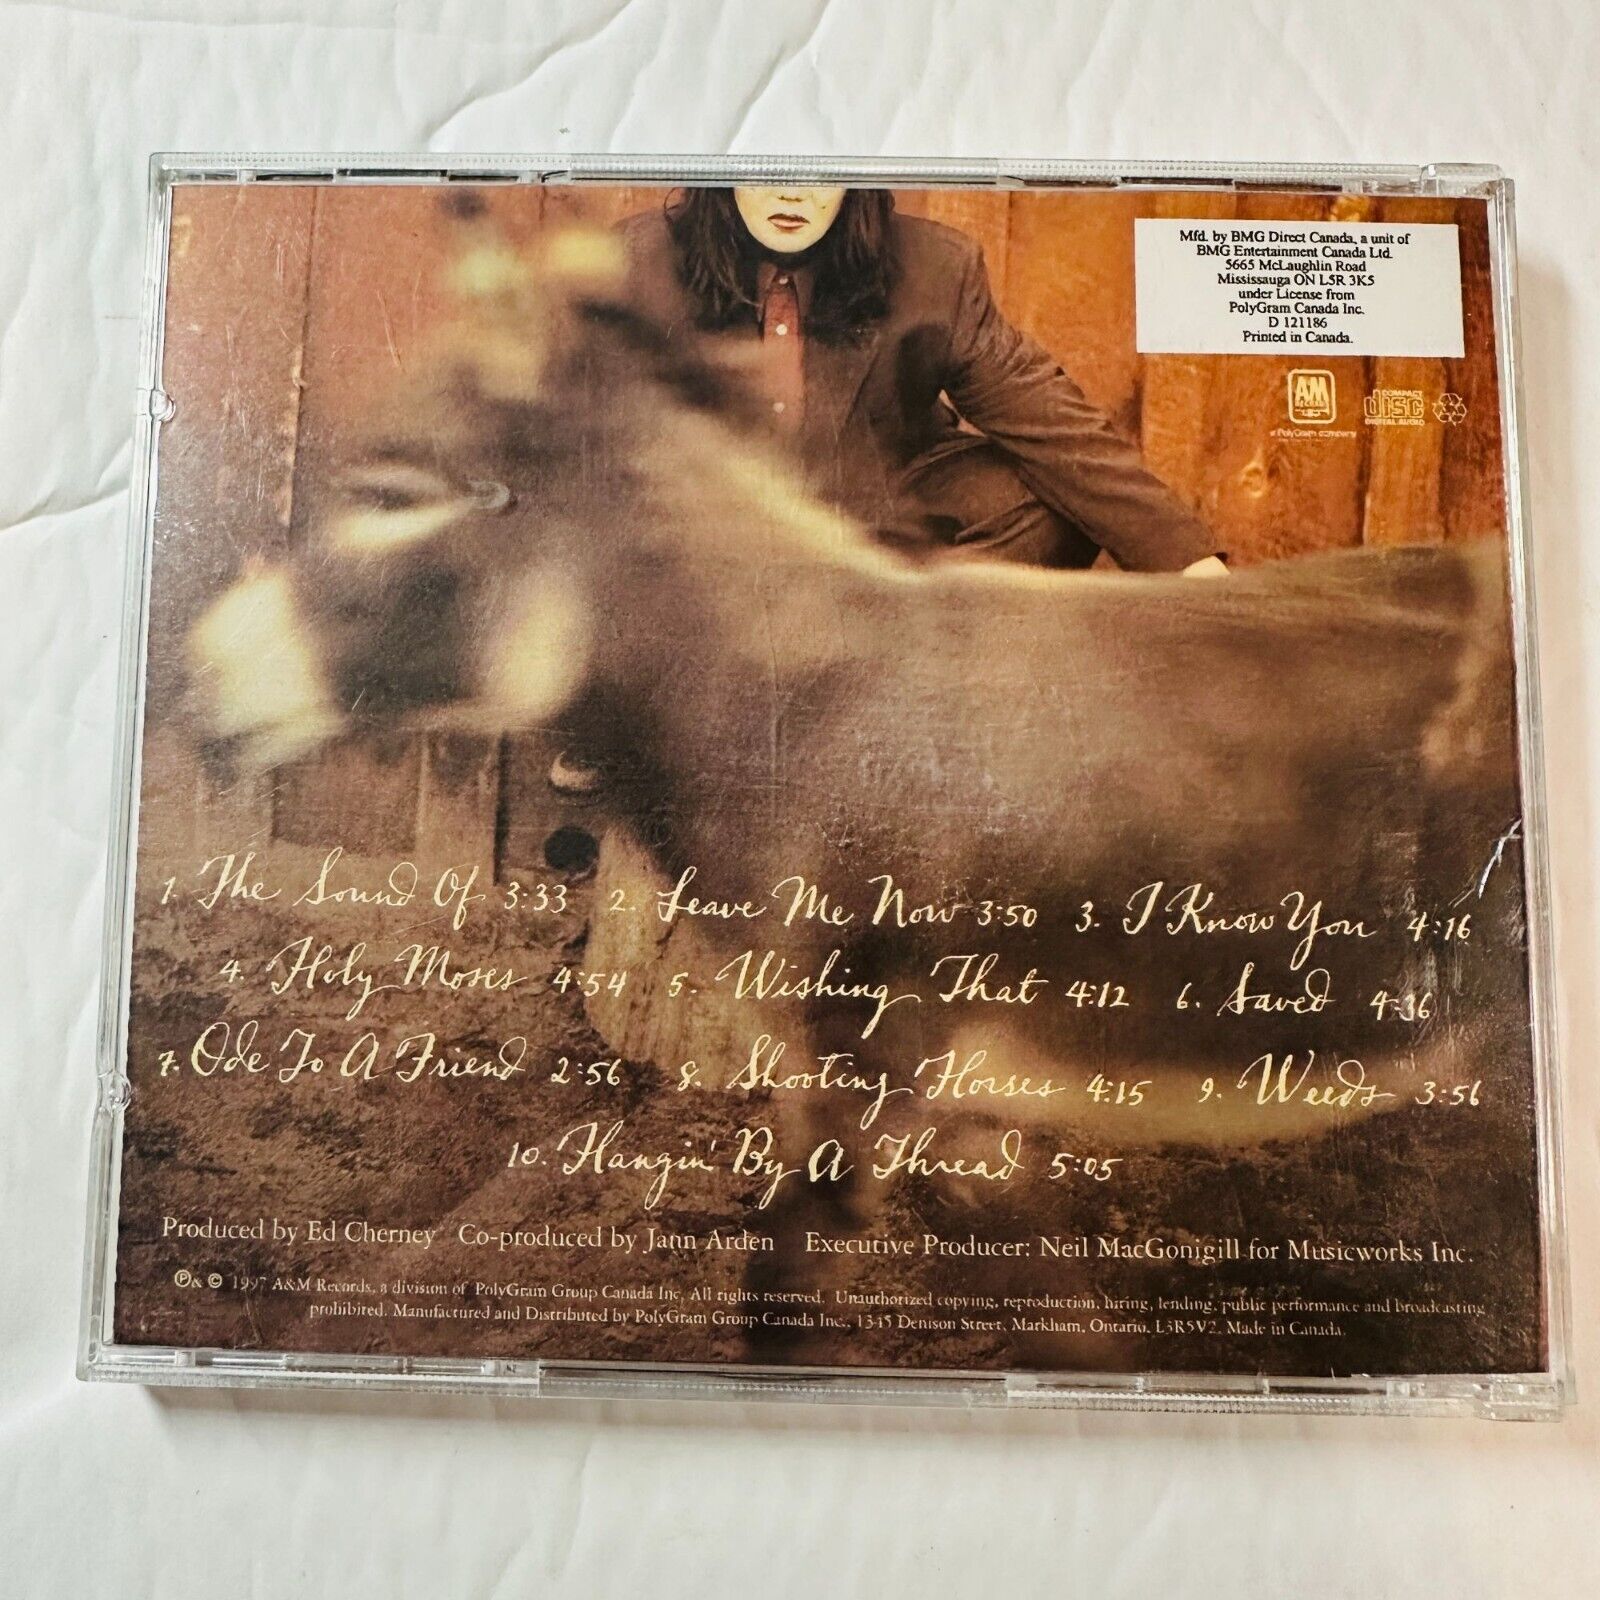 Mfd. by BMG Direct Canada, a unit of
BMG Entertainment Canada Ltd.
5665 McLaughlin Road
Mississauga ON L5R 3K5
under License from
PolyGram Canada Inc.
D 121186
Printed in Canada.
A&M
RECORDS
a PolyGram company
COMPACT
disc
DIGITAL AUDIO
1. The Sound Of 3:33 2. Leave Me Now 3:50 3. I Know You 4:16
4. Holy Moses 4:54 5. Wishing That 4:12 6. Saved 4:36
7. Ode To A Friend 2:56 8. Shooting Horses 4:15 9. Weeds 3:56
10. Hangin' By A Thread 5:05
Produced by Ed Cherney Co-produced by Jann Arden Executive Producer: Neil MacGonigill for Musicworks Inc.
℗ & © 1997 A&M Records, a division of PolyGram Group Canada Inc, All rights reserved. Unauthorized copying, reproduction, hiring, lending, public performance and broadcasting
prohibited. Manufactured and Distributed by PolyGram Group Canada Inc., 1345 Denison Street, Markham, Ontario, L3R5V2. Made in Canada.